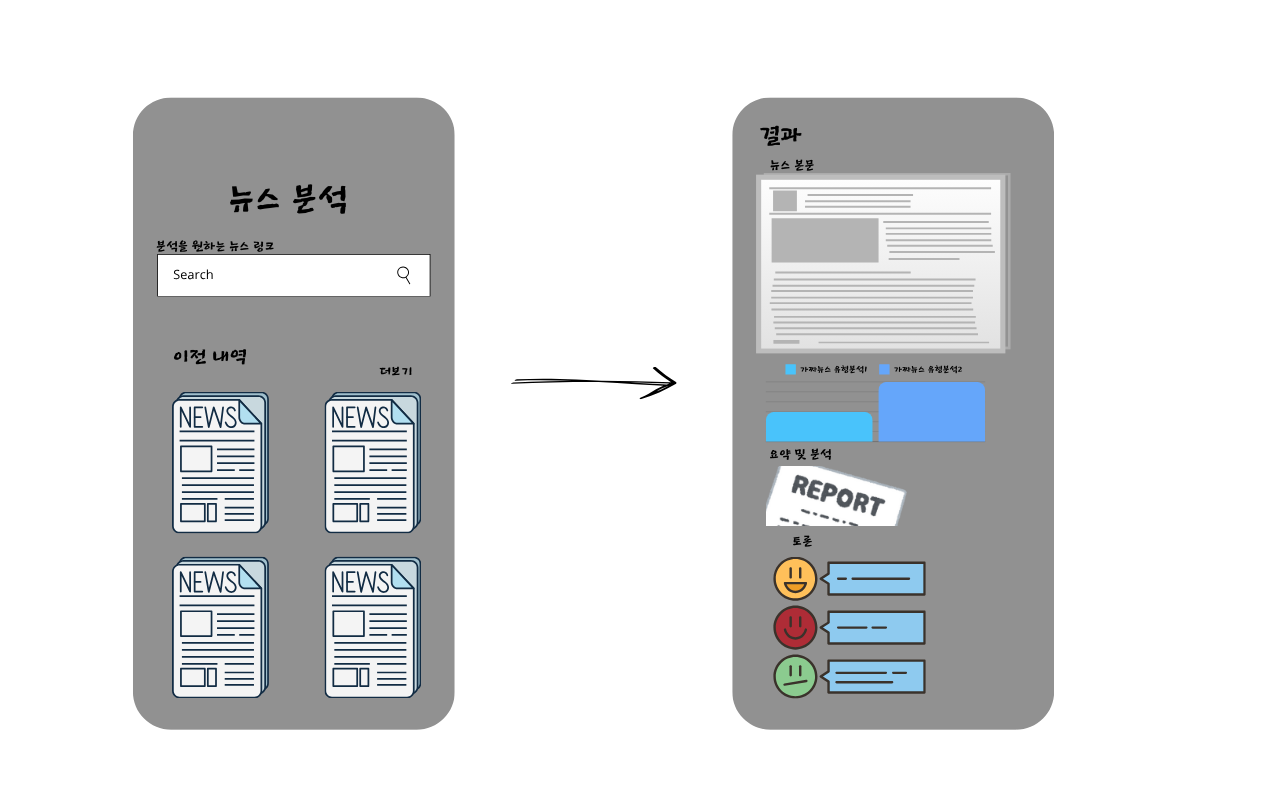 뉴스 분석
분석을 원하는 뉴스 링크
Search
이전 내역
더보기
NEWS
NEWS
NEWS
NEWS
결과
뉴스 본문
가짜뉴스 유형분석1
가짜뉴스 유형분석2
요약 및 분석
REPORT
토론